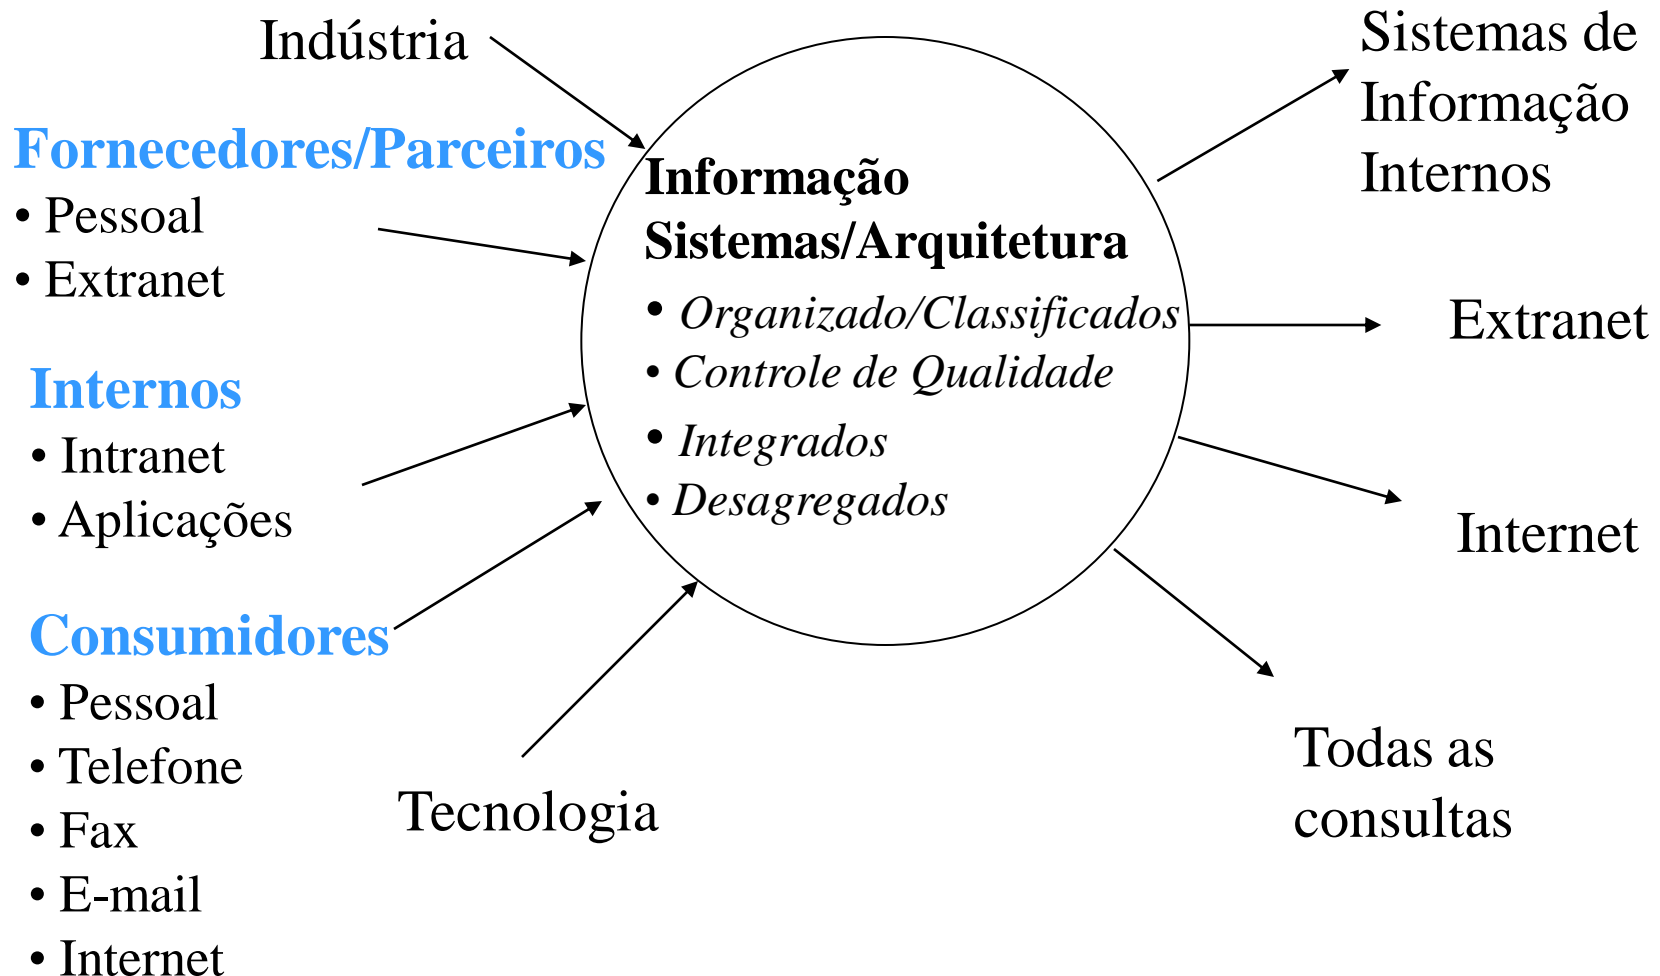 Indústria
Fornecedores/Parceiros
• Pessoal
• Extranet
Internos
• Intranet
• Aplicações
Consumidores
• Pessoal
• Telefone
• Fax
• E-mail
• Internet
Tecnologia
Informação
Sistemas/Arquitetura
• Organizado/Classificados
• Controle de Qualidade
• Integrados
• Desagregados
Sistemas de
Informação
Internos
Extranet
Internet
Todas as
consultas